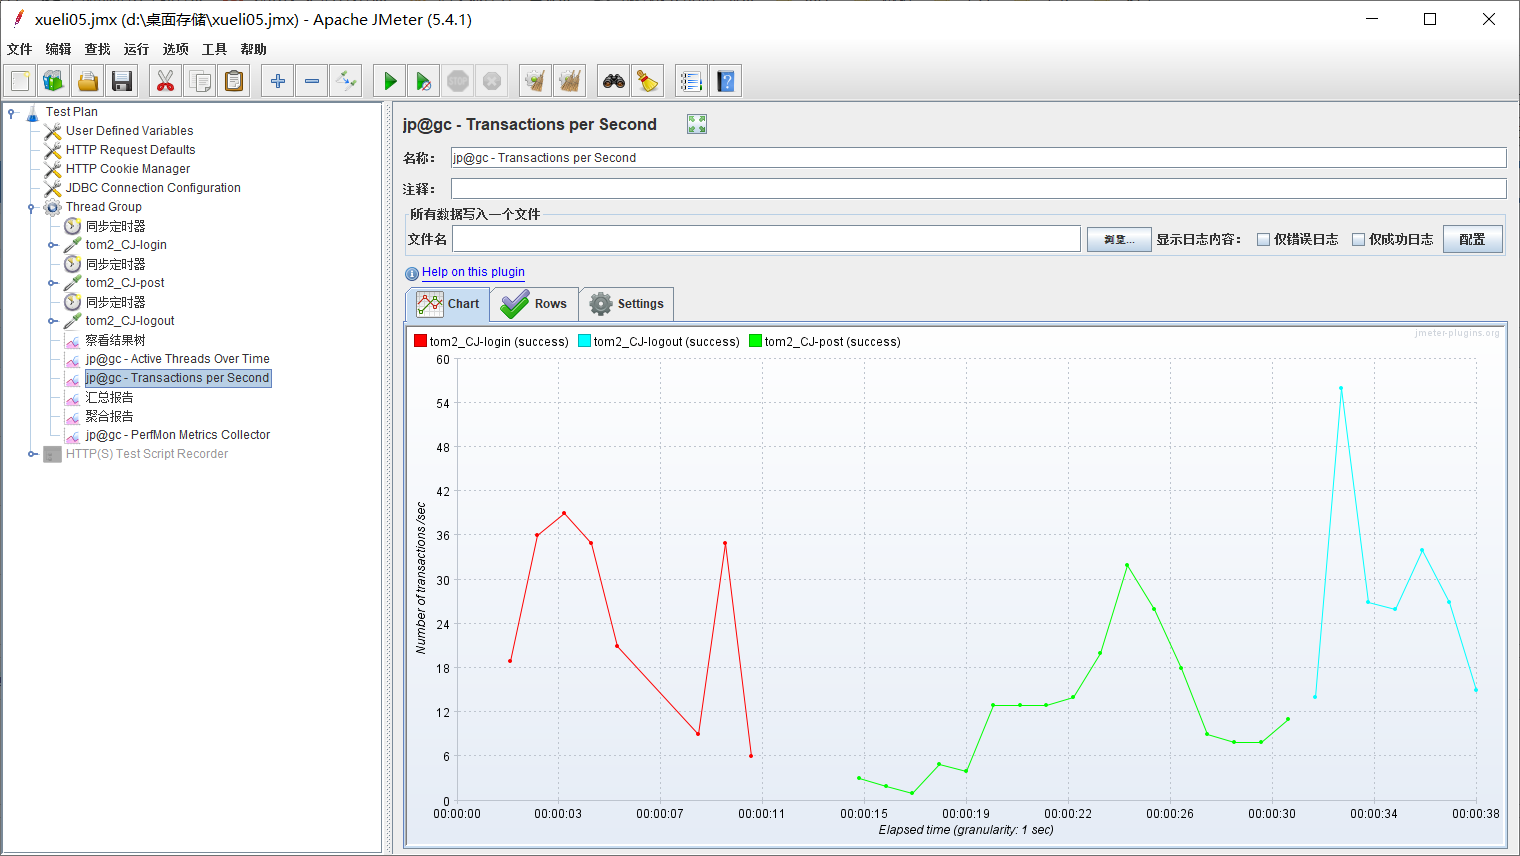 xueli05.jmx (d:\桌面存储\xueli05.jmx) - Apache JMeter (5.4.1)
文件 编辑 查找 运行 选项 工具 帮助
STOP
Test Plan
User Defined Variables
HTTP Request Defaults
HTTP Cookie Manager
JDBC Connection Configuration
Thread Group
同步定时器
tom2_CJ-login
同步定时器
tom2_CJ-post
同步定时器
tom2_CJ-logout
察看结果树
jp@gc - Active Threads Over Time
jp@gc - Transactions per Second
汇总报告
聚合报告
jp@gc - PerfMon Metrics Collector
HTTP(S) Test Script Recorder
jp@gc - Transactions per Second
名称： jp@gc - Transactions per Second
注释：
所有数据写入一个文件
文件名 浏览... 显示日志内容： 仅错误日志 仅成功日志 配置
Help on this plugin
Chart Rows Settings
jmeter-plugins.org
tom2_CJ-login (success) tom2_CJ-logout (success) tom2_CJ-post (success)
60
54
48
42
36
30
24
18
12
6
0
Number of transactions /sec
00:00:00 00:00:03 00:00:07 00:00:11 00:00:15 00:00:19 00:00:22 00:00:26 00:00:30 00:00:34 00:00:38
Elapsed time (granularity: 1 sec)